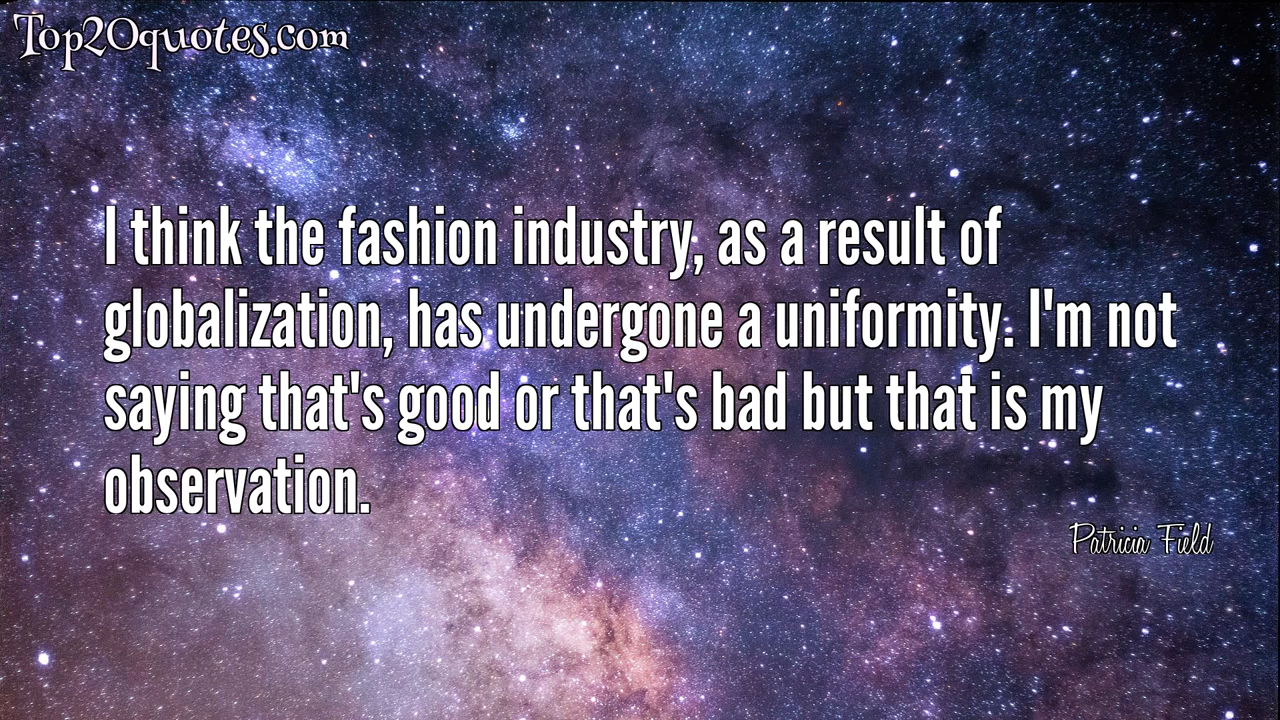 Top20quotes.com
I think the fashion industry, as a result of
globalization, has undergone a uniformity. I'm not
saying that's good or that's bad but that is my
observation.
Patricia Field